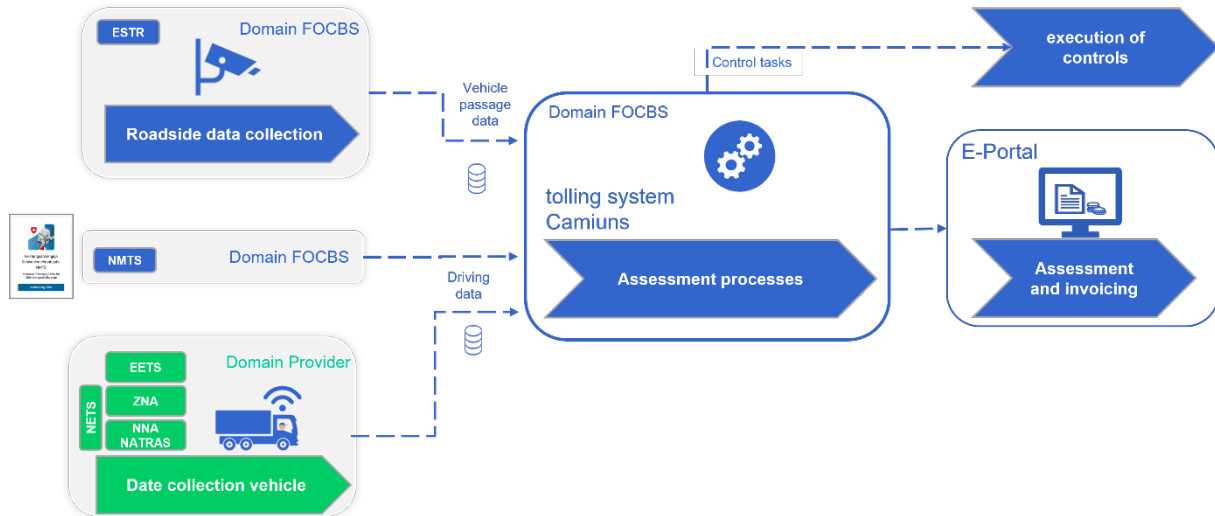 ESTR
Domain FOCBS
Roadside data collection
Vehicle
passage
data
Control tasks
execution of
controls
NMTS
Domain FOCBS
Driving
data
Domain FOCBS
tolling system
Camiuns
Assessment processes
E-Portal
Assessment
and invoicing
Domain Provider
NETS
EETS
ZNA
NNA
NATRAS
Date collection vehicle